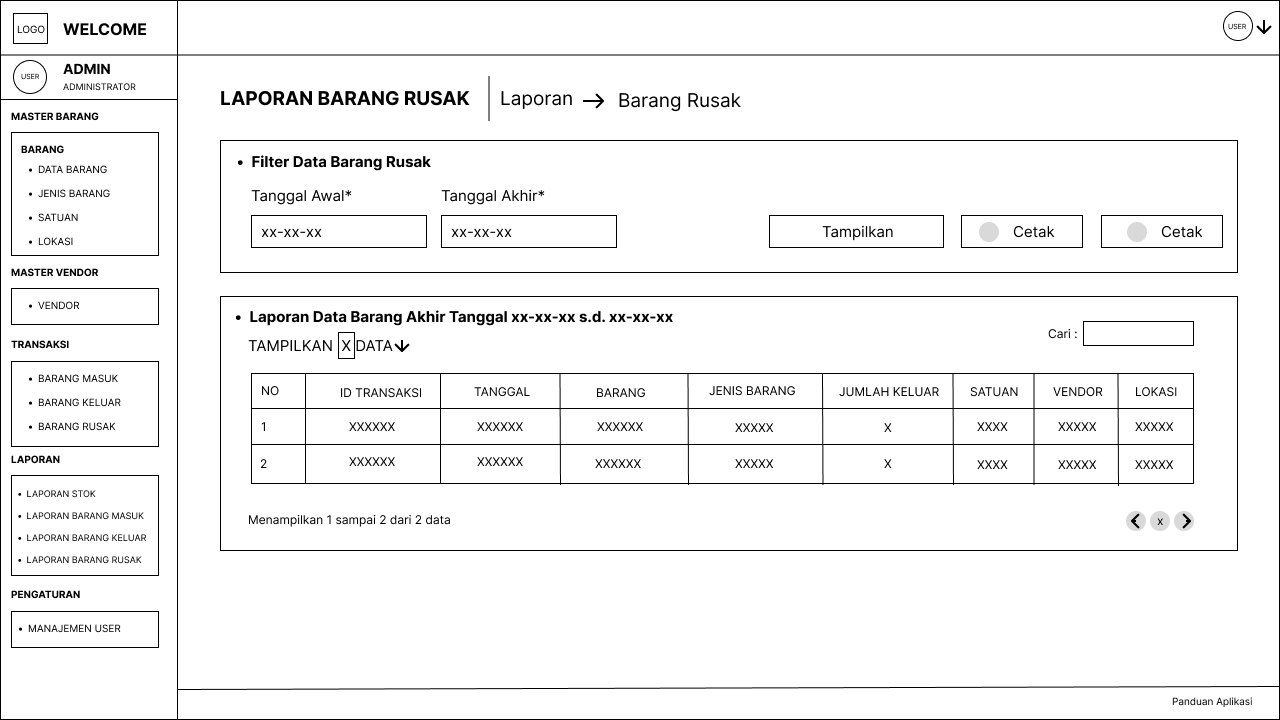 LOGO
WELCOME
USER
USER
ADMIN
ADMINISTRATOR
MASTER BARANG
BARANG
• DATA BARANG
• JENIS BARANG
• SATUAN
• LOKASI
MASTER VENDOR
• VENDOR
TRANSAKSI
• BARANG MASUK
• BARANG KELUAR
• BARANG RUSAK
LAPORAN
• LAPORAN STOK
• LAPORAN BARANG MASUK
• LAPORAN BARANG KELUAR
• LAPORAN BARANG RUSAK
PENGATURAN
• MANAJEMEN USER
LAPORAN BARANG RUSAK
Laporan → Barang Rusak
• Filter Data Barang Rusak
Tanggal Awal* Tanggal Akhir*
xx-xx-xx xx-xx-xx Tampilkan Cetak Cetak
• Laporan Data Barang Akhir Tanggal xx-xx-xx s.d. xx-xx-xx
TAMPILKAN X DATA
Cari :
NO ID TRANSAKSI TANGGAL BARANG JENIS BARANG JUMLAH KELUAR SATUAN VENDOR LOKASI
1 XXXXXX XXXXXX XXXXXX XXXXX X XXXX XXXXX XXXXX
2 XXXXXX XXXXXX XXXXXX XXXXX X XXXX XXXXX XXXXX
Menampilkan 1 sampai 2 dari 2 data
x
Panduan Aplikasi